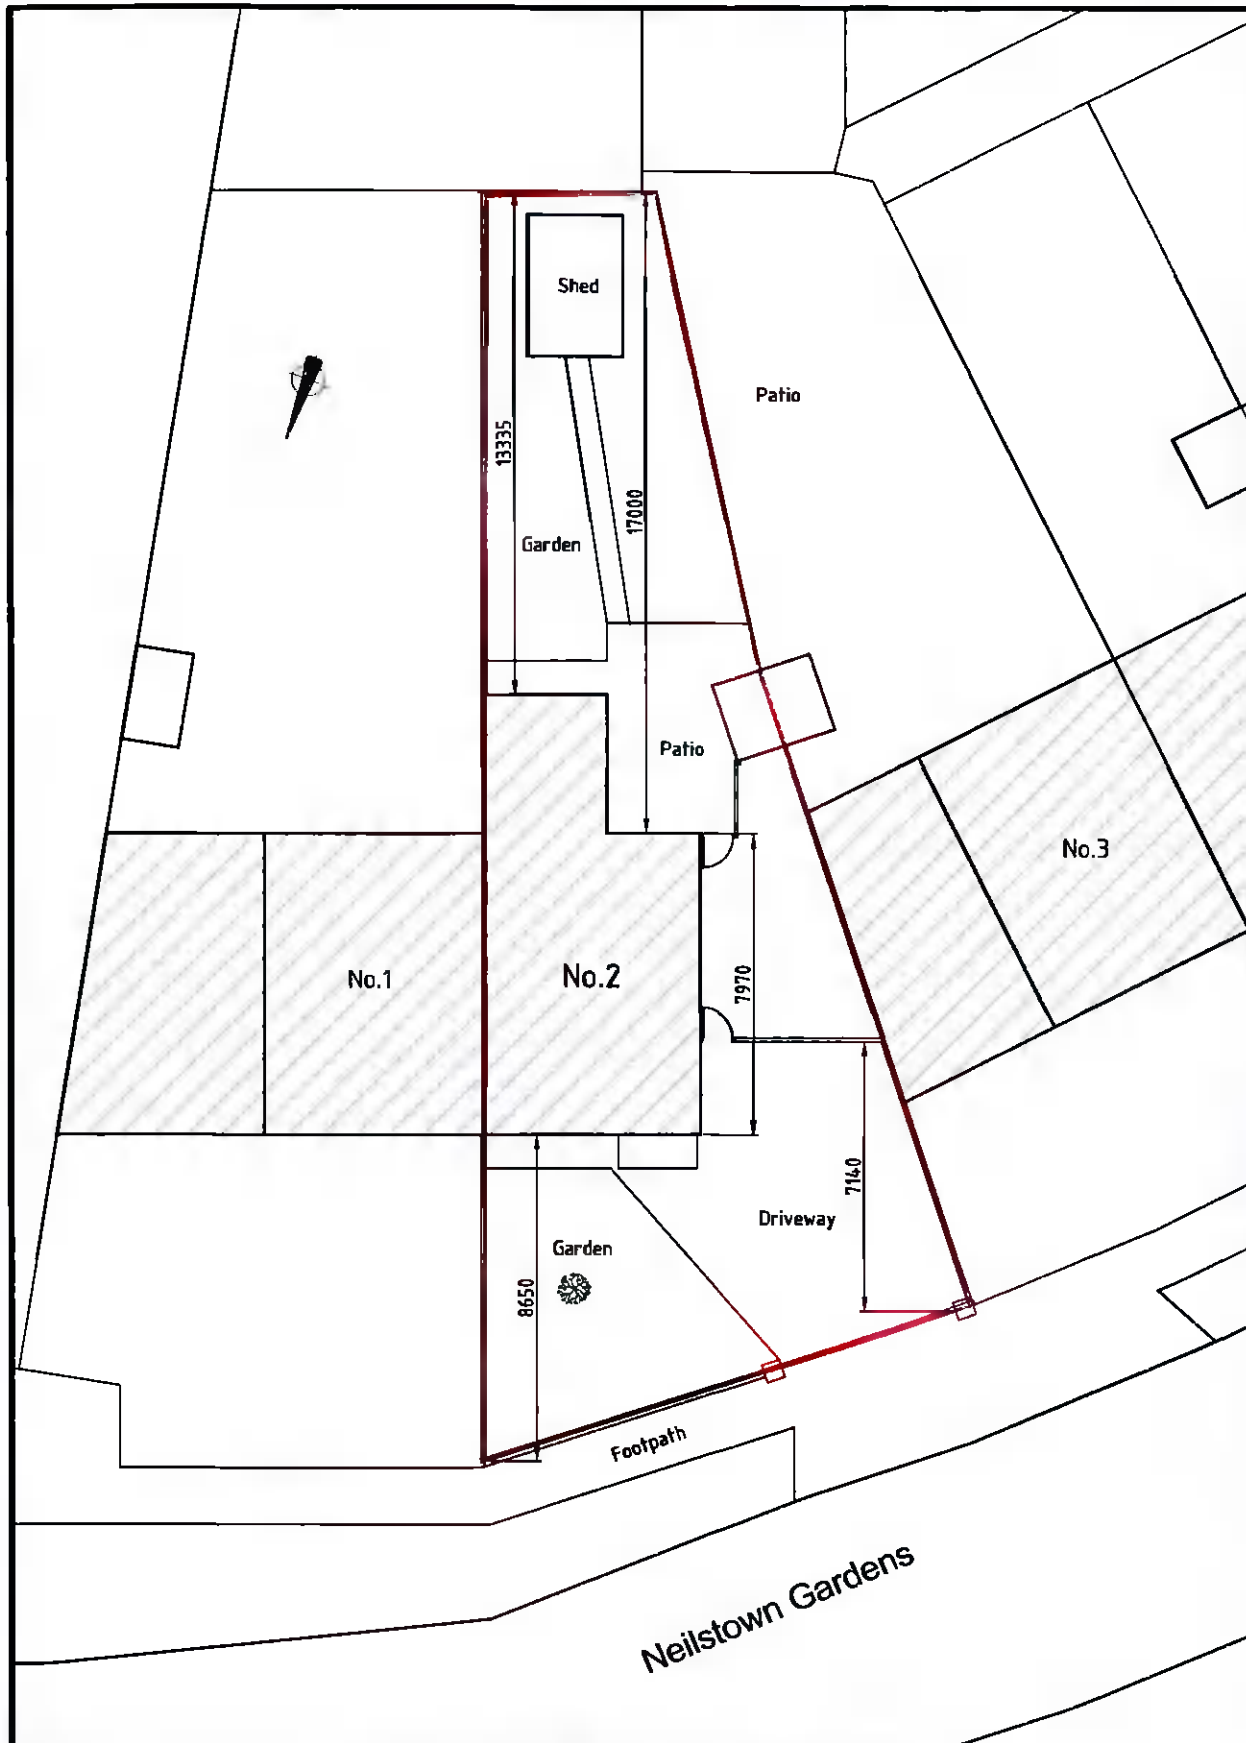 Shed
Patio
13335
17000
Garden
Patio
No.3
No.1
No.2
7970
7140
Driveway
Garden
8650
Footpath
Neilstown Gardens